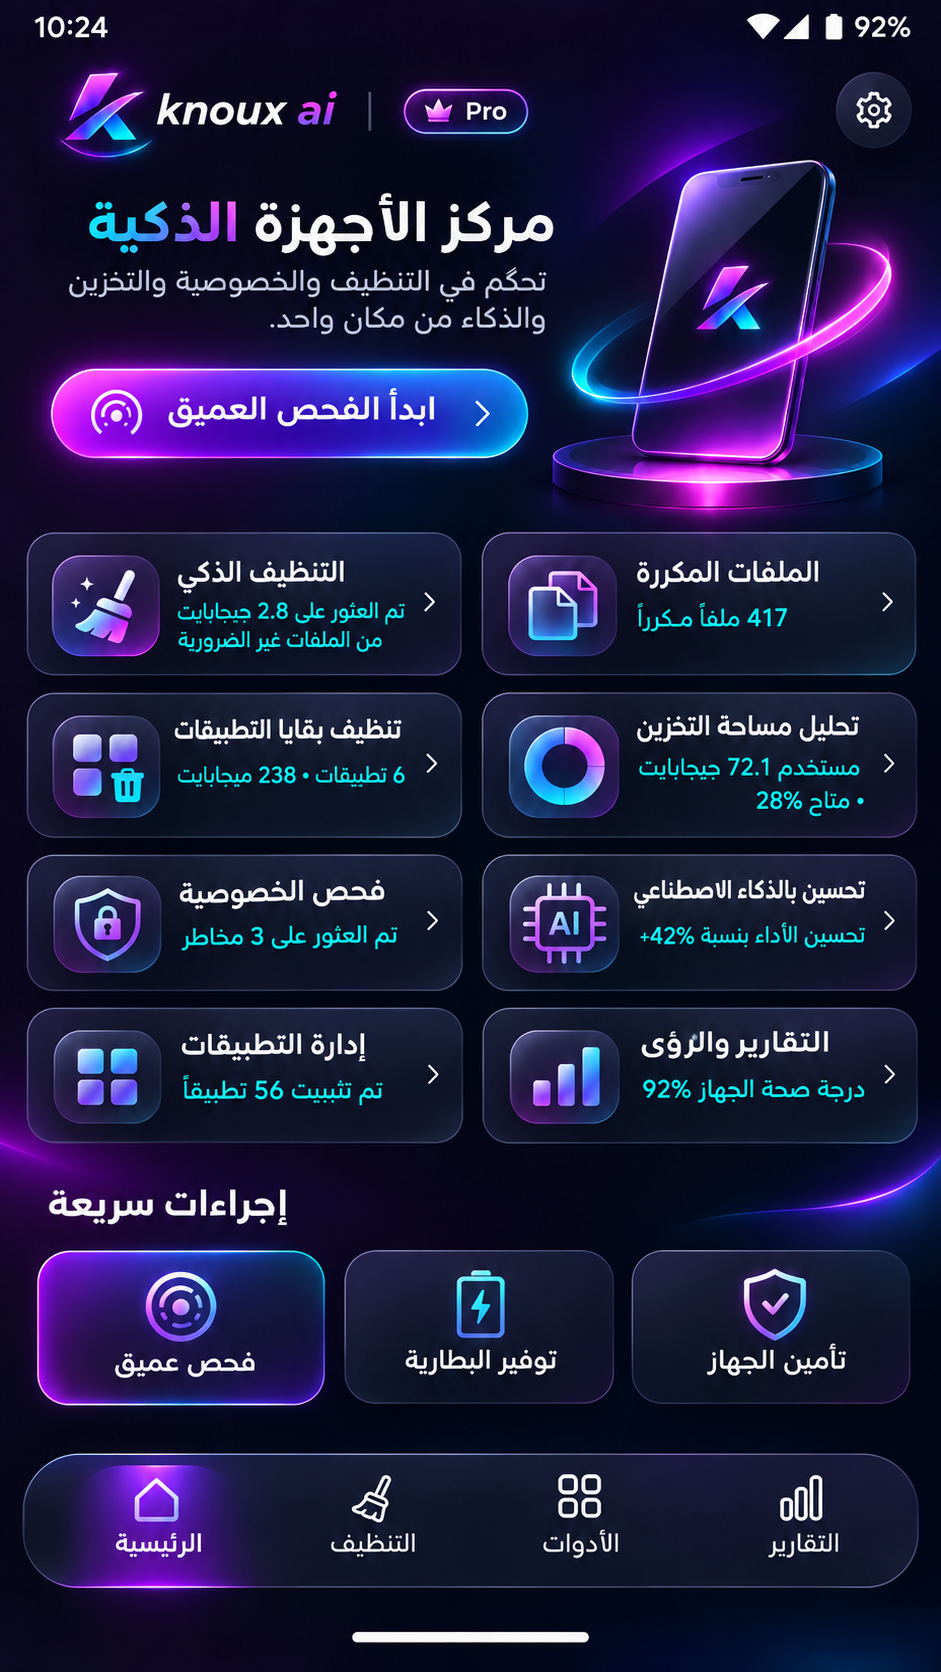 10:24
92%
knoux ai
Pro
مركز الأجهزة الذكية
تحكّم في التنظيف والخصوصية والتخزين
والذكاء من مكان واحد.
ابدأ الفحص العميق
التنظيف الذكي
تم العثور على 2.8 جيجابايت
من الملفات غير الضرورية
الملفات المكررة
417 ملفاً مكرراً
تنظيف بقايا التطبيقات
6 تطبيقات • 238 ميجابايت
تحليل مساحة التخزين
مستخدم 72.1 جيجابايت
• متاح 28%
فحص الخصوصية
تم العثور على 3 مخاطر
تحسين بالذكاء الاصطناعي
AI
تحسين الأداء بنسبة 42%+
إدارة التطبيقات
تم تثبيت 56 تطبيقاً
التقارير والرؤى
درجة صحة الجهاز 92%
إجراءات سريعة
فحص عميق
توفير البطارية
تأمين الجهاز
الرئيسية
التنظيف
الأدوات
التقارير